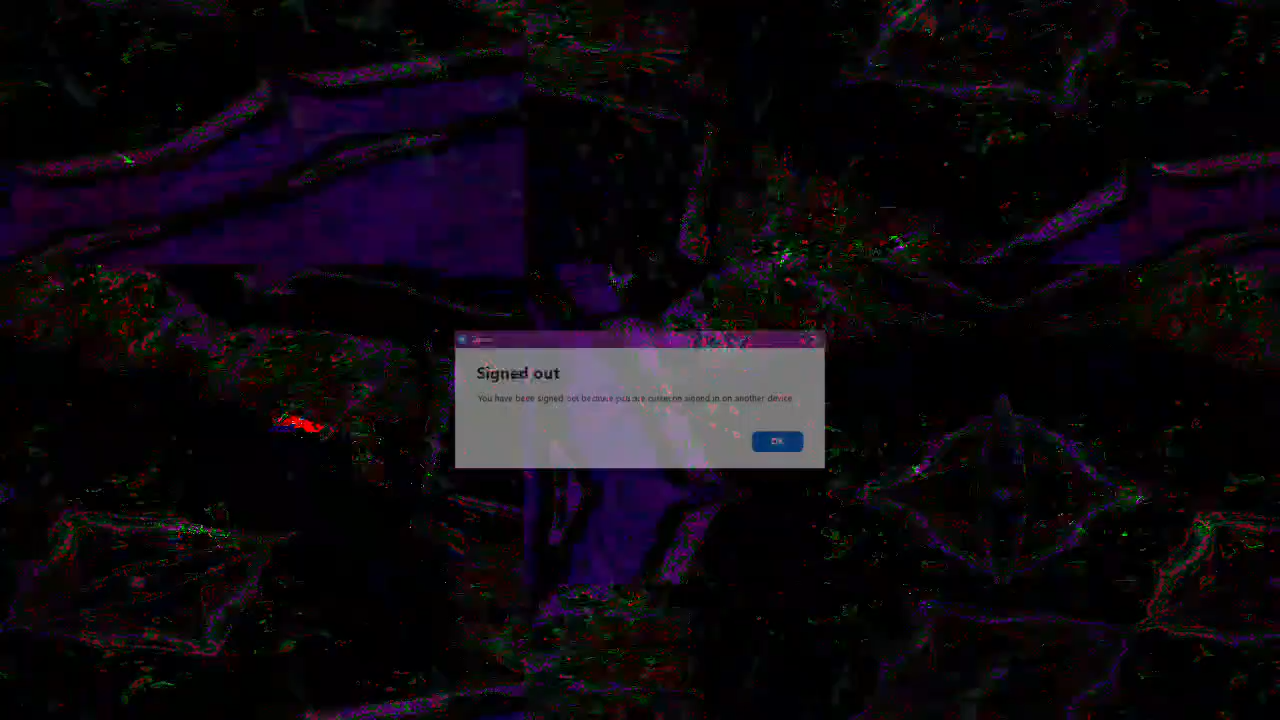 Signed out
You have been signed out because you are currently signed in on another device.
OK